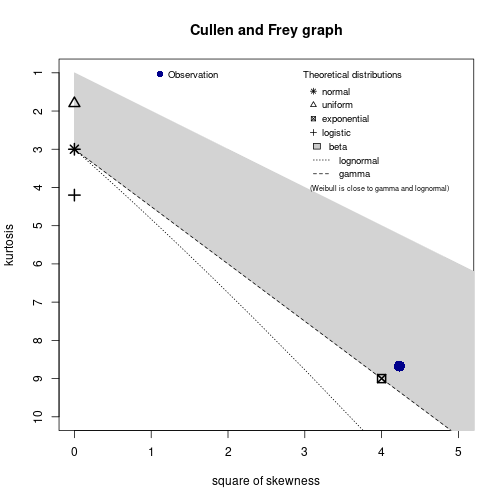 Cullen and Frey graph
Observation
Theoretical distributions
normal
uniform
exponential
logistic
beta
lognormal
gamma
(Weibull is close to gamma and lognormal)
kurtosis
1
2
3
4
5
6
7
8
9
10
0
1
2
3
4
5
square of skewness